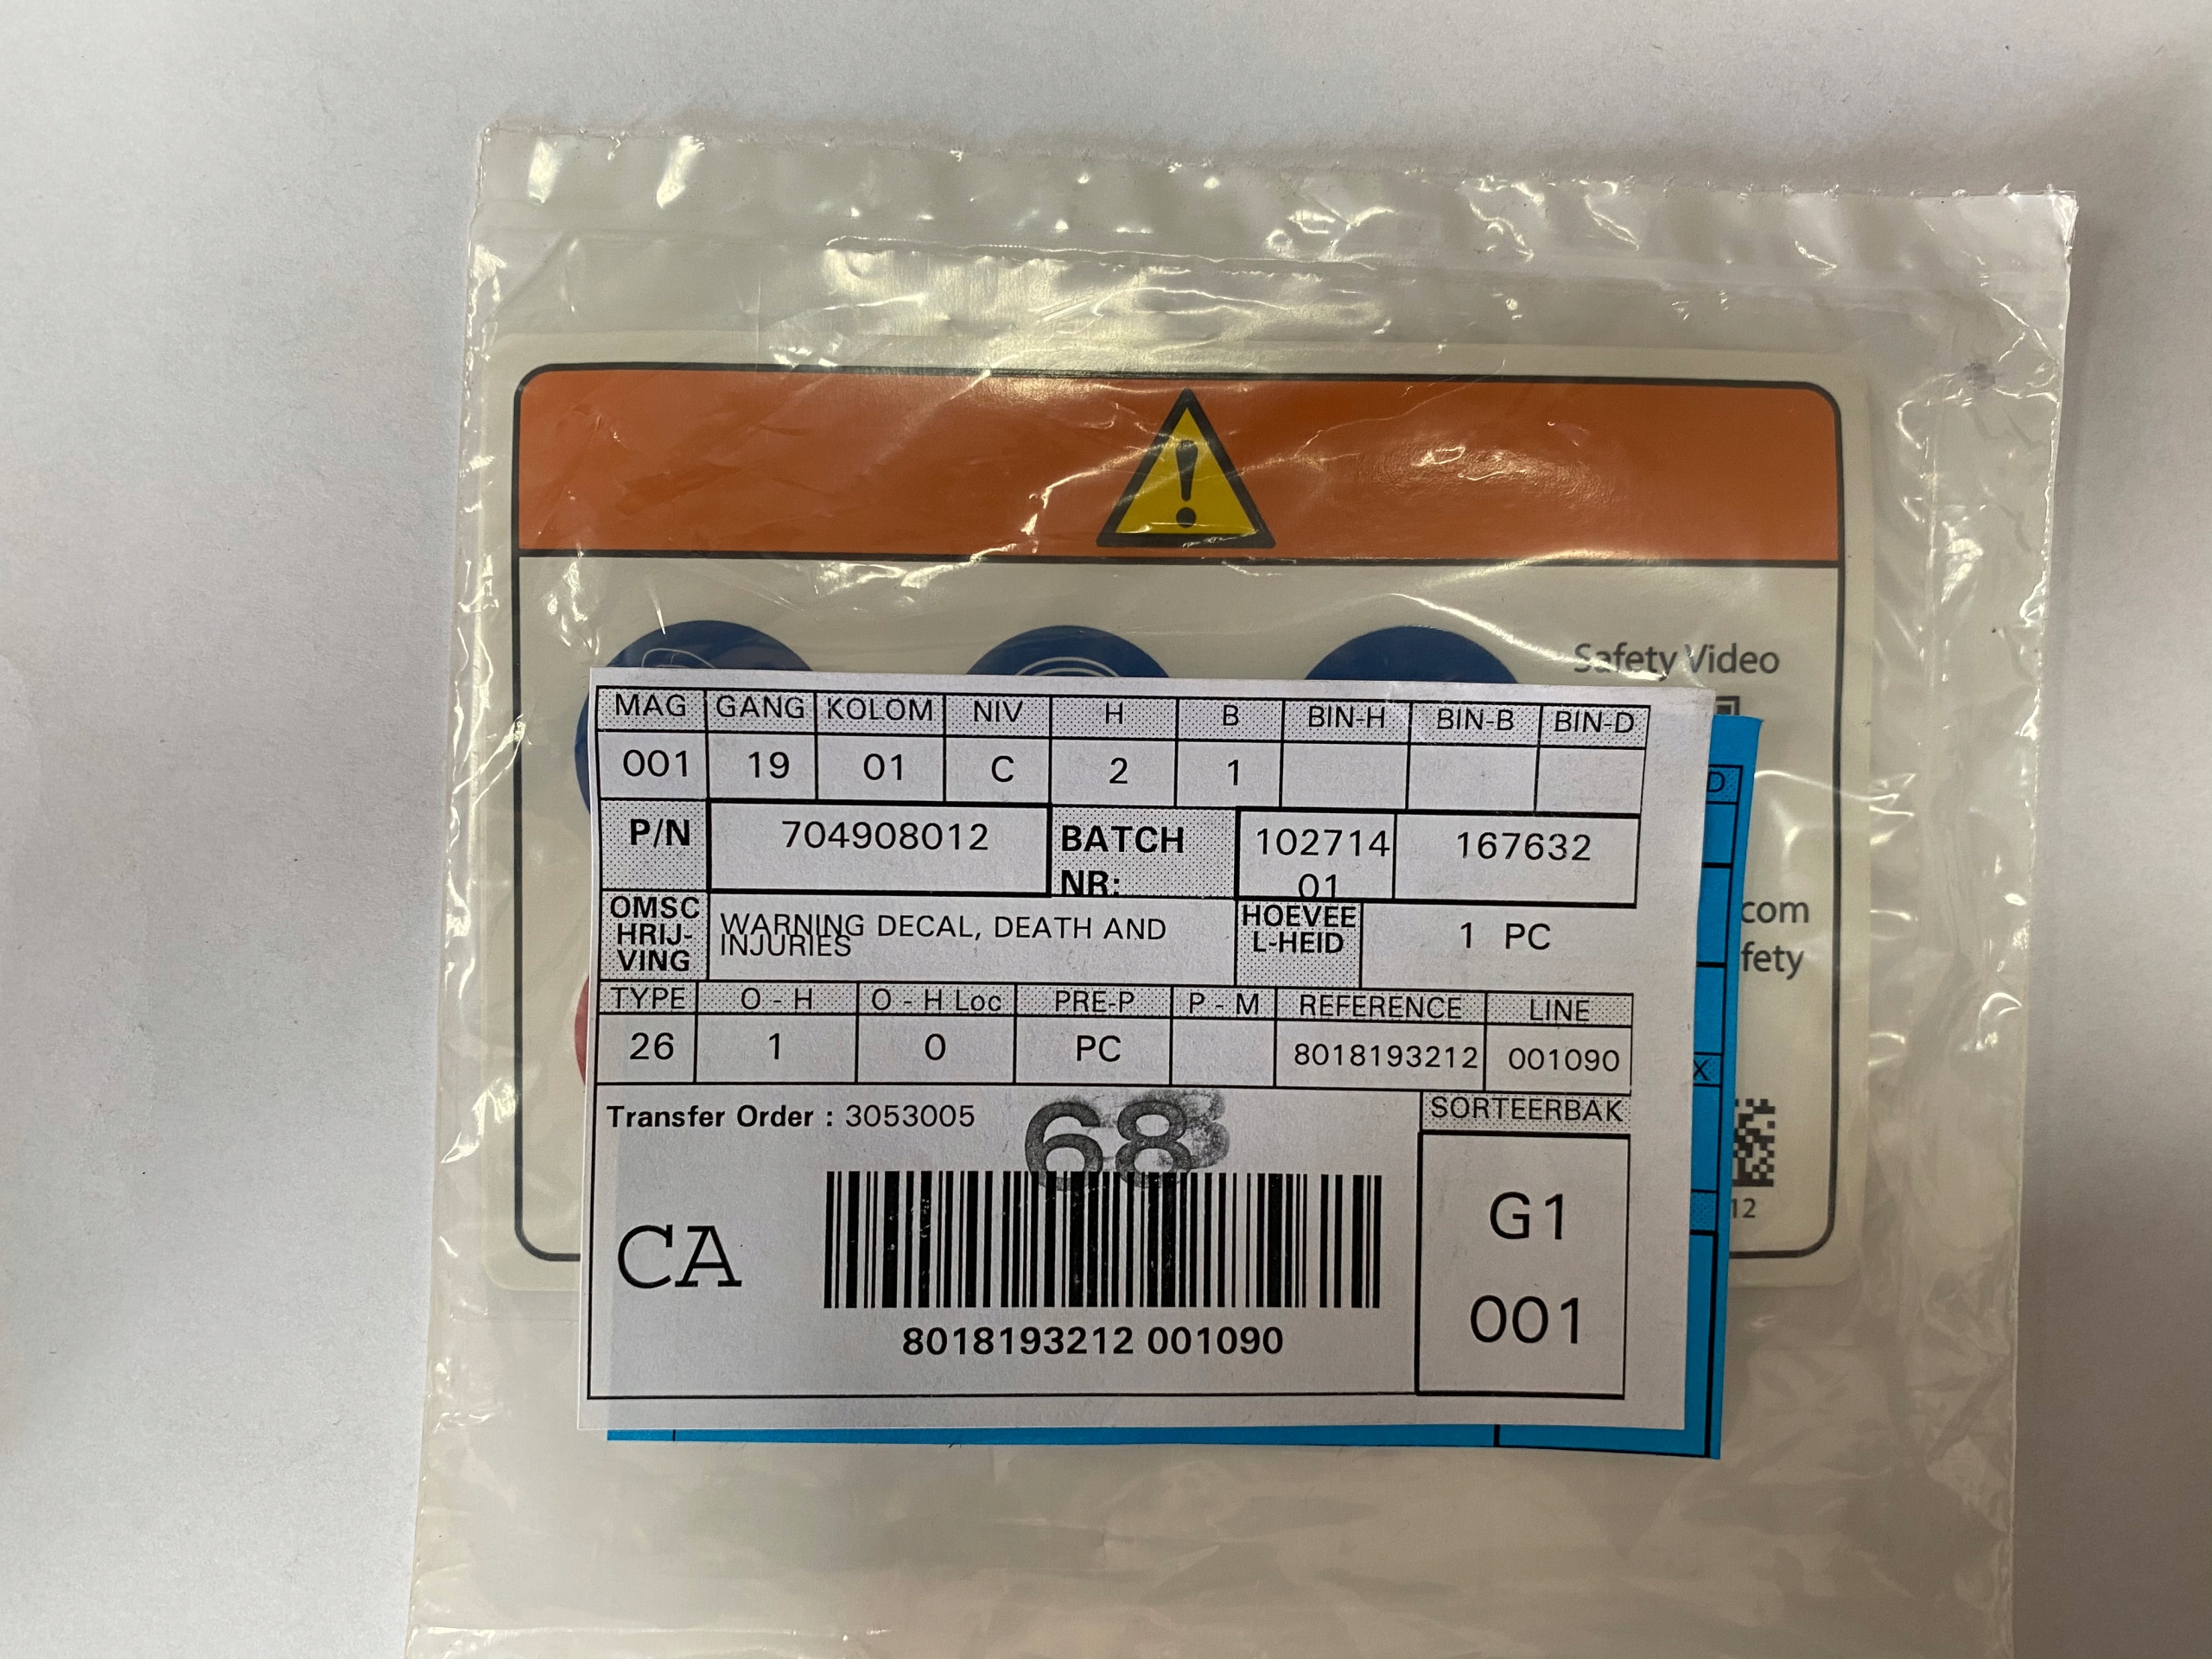 Safety Video
MAG GANG KOLOM NIV H B BIN-H BIN-B BIN-D
001 19 01 C 2 1
P/N 704908012 BATCH NR: 102714 01 167632
OMSC
HRIJ-
VING
WARNING DECAL, DEATH AND
INJURIES
HOEVEE
L-HEID
1 PC
com
fety
D
TYPE O - H O - H Loc PRE-P P - M REFERENCE LINE
26 1 0 PC 8018193212 001090
X
Transfer Order : 3053005
68
SORTEERBAK
12
CA
G1
001
8018193212 001090